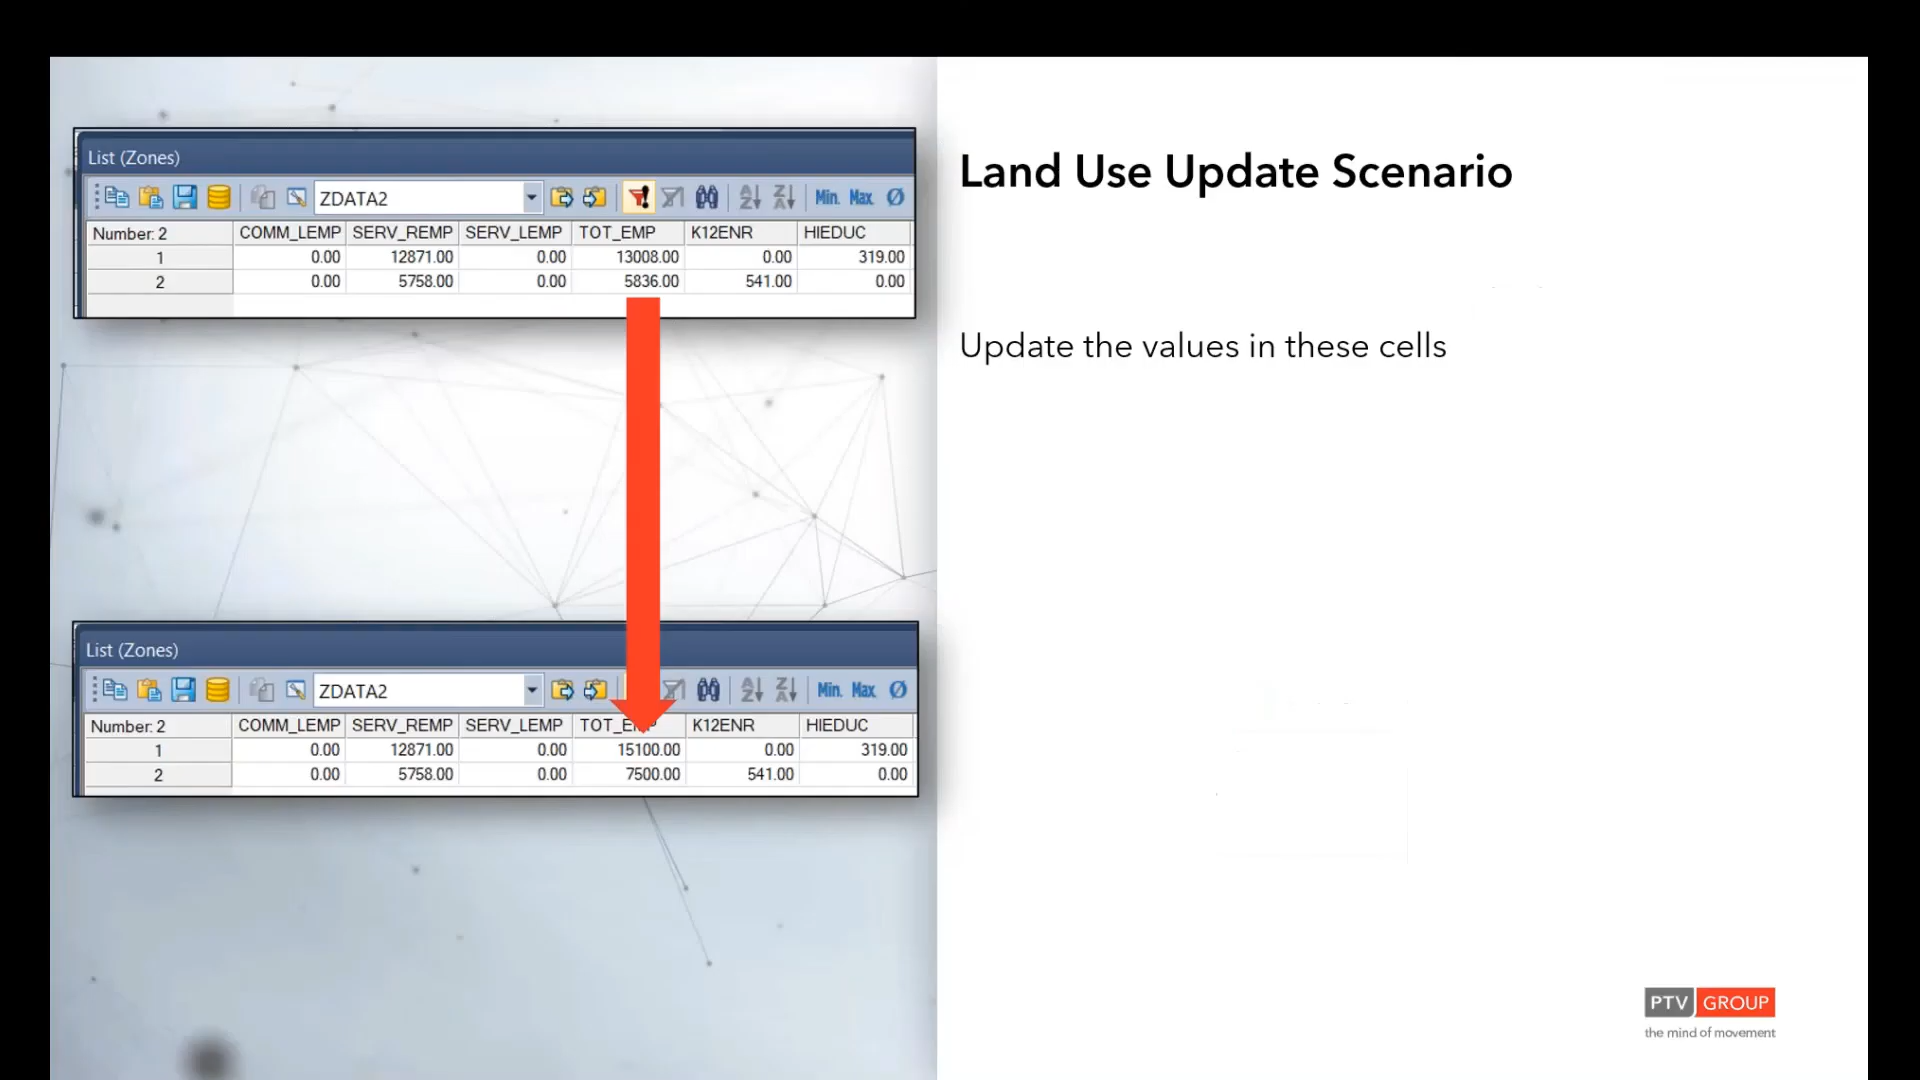 List (Zones)
ZDATA2 Min. Max. Ø
Number: 2 COMM_LEMP SERV_REMP SERV_LEMP TOT_EMP K12ENR HIEDUC
1 0.00 12871.00 0.00 13008.00 0.00 319.00
2 0.00 5758.00 0.00 5836.00 541.00 0.00
List (Zones)
ZDATA2 Min. Max. Ø
Number: 2 COMM_LEMP SERV_REMP SERV_LEMP K12ENR HIEDUC
1 0.00 12871.00 0.00 15100.00 0.00 319.00
2 0.00 5758.00 0.00 7500.00 541.00 0.00
Land Use Update Scenario
Update the values in these cells
PTV GROUP
the mind of movement